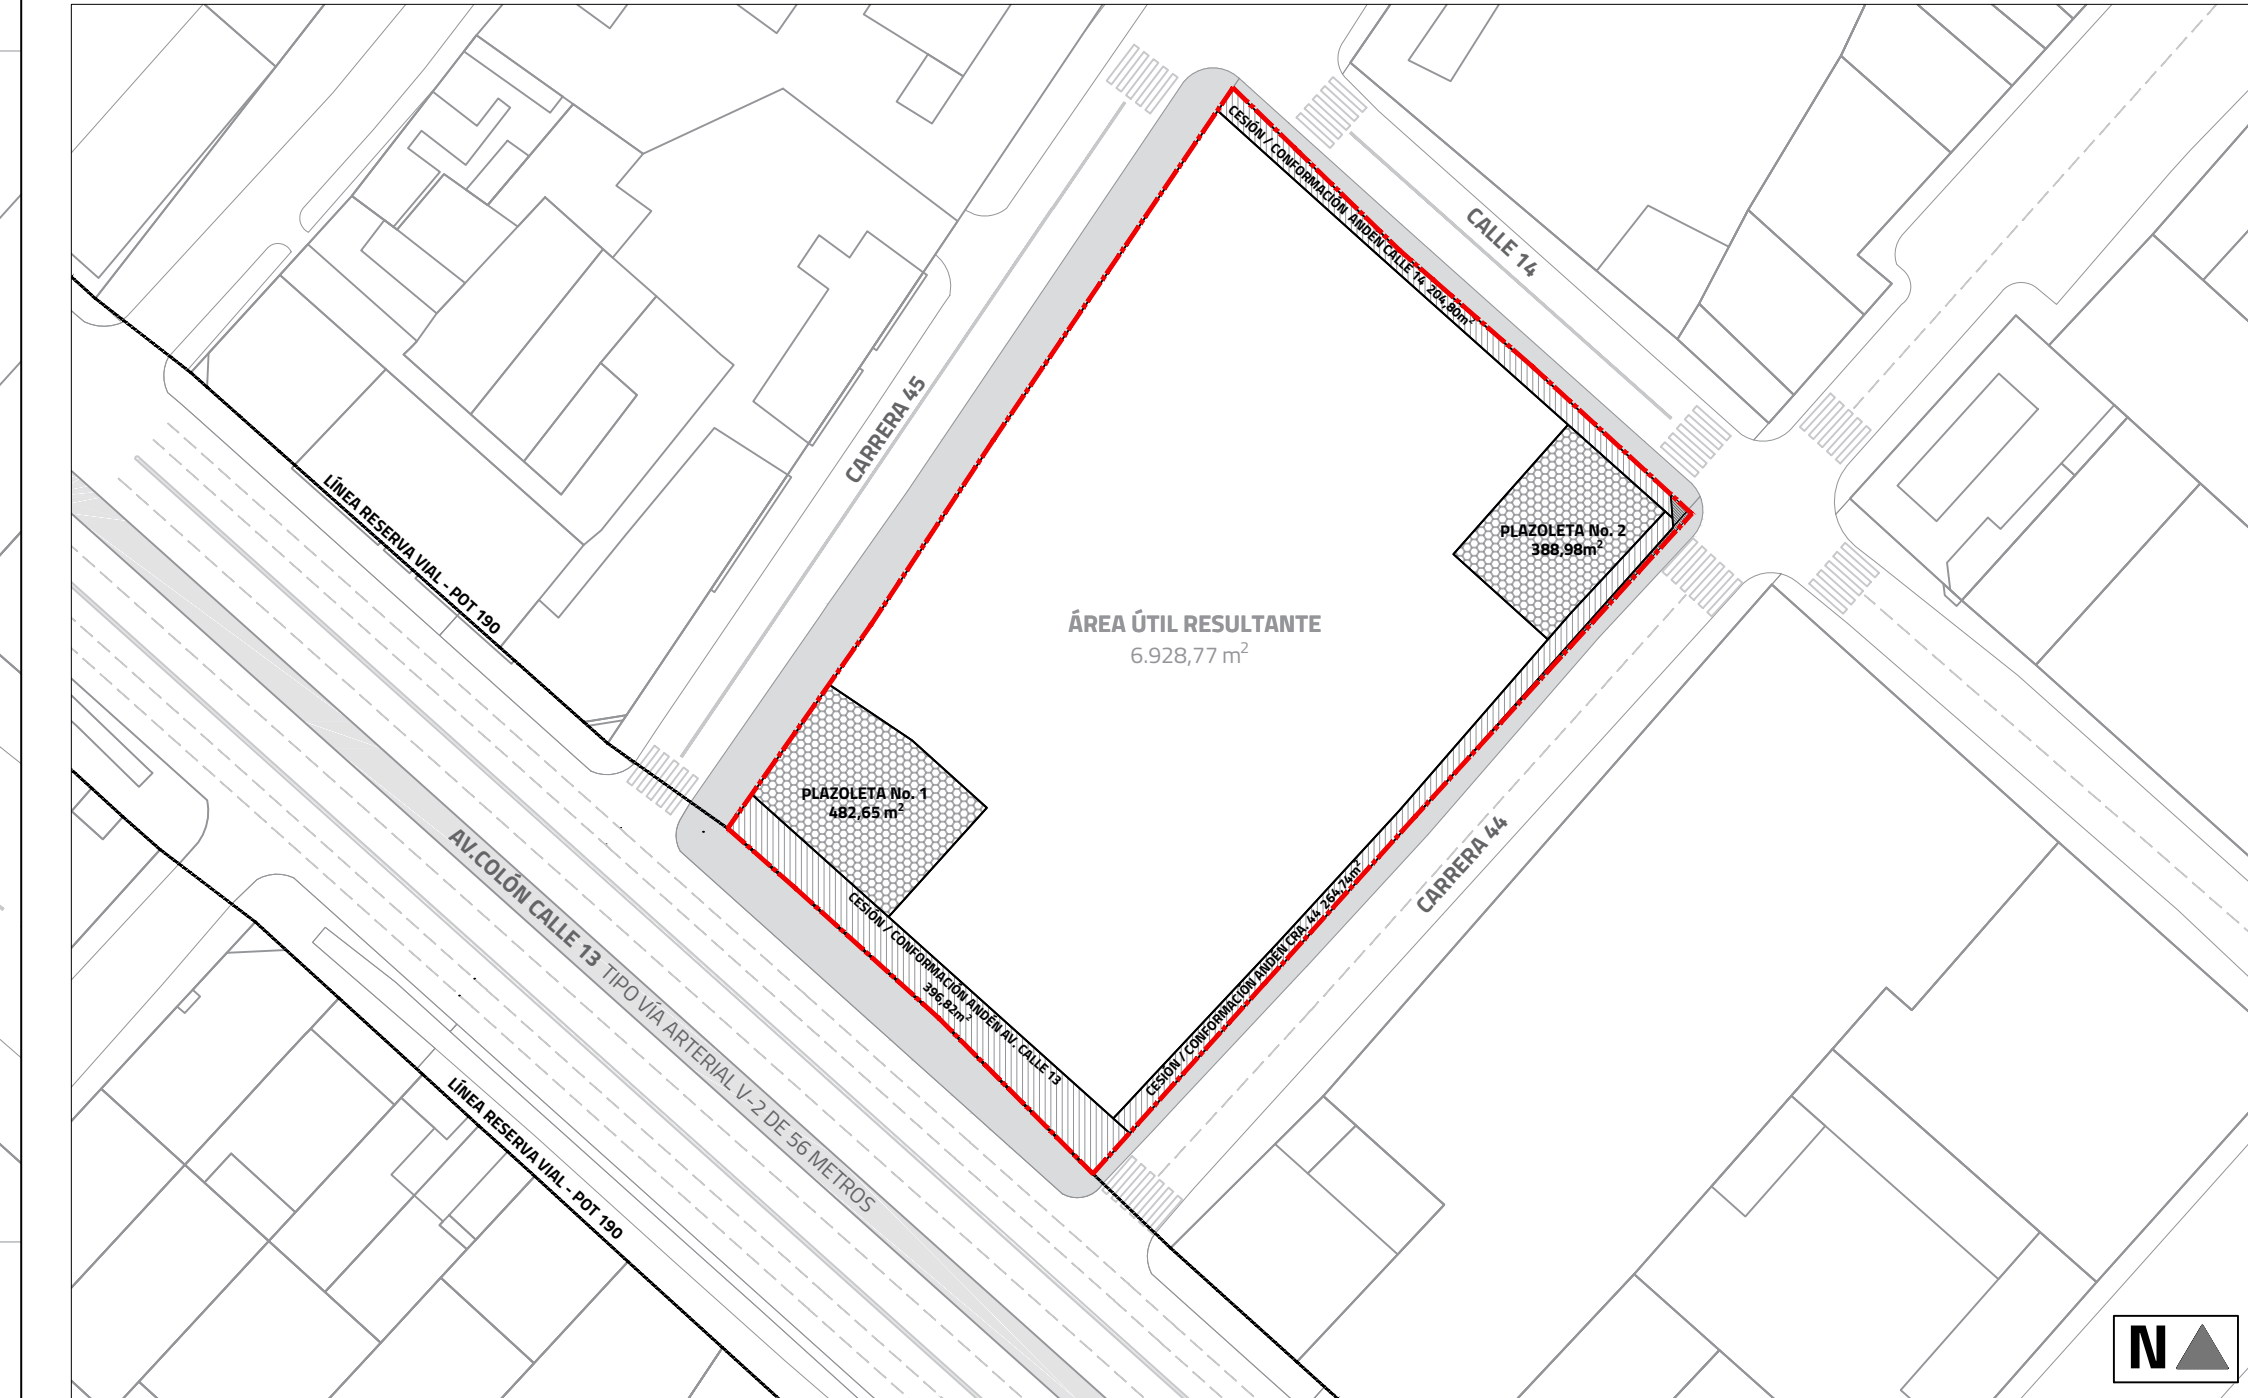 CESIÓN / CONFORMACIÓN ANDEN CALLE 14 204,80m²
CALLE 14
CARRERA 45
LÍNEA RESERVA VIAL - POT 190
PLAZOLETA No. 2
388,98m²
ÁREA ÚTIL RESULTANTE
6.928,77 m²
PLAZOLETA No. 1
482,65 m²
CARRERA 44
CESIÓN / CONFORMACIÓN ANDÉN CRA. 44 264,74m²
CESIÓN / CONFORMACIÓN ANDÉN AV. CALLE 13
396,82m²
AV.COLÓN CALLE 13 TIPO VÍA ARTERIAL V-2 DE 56 METROS
LÍNEA RESERVA VIAL - POT 190
N